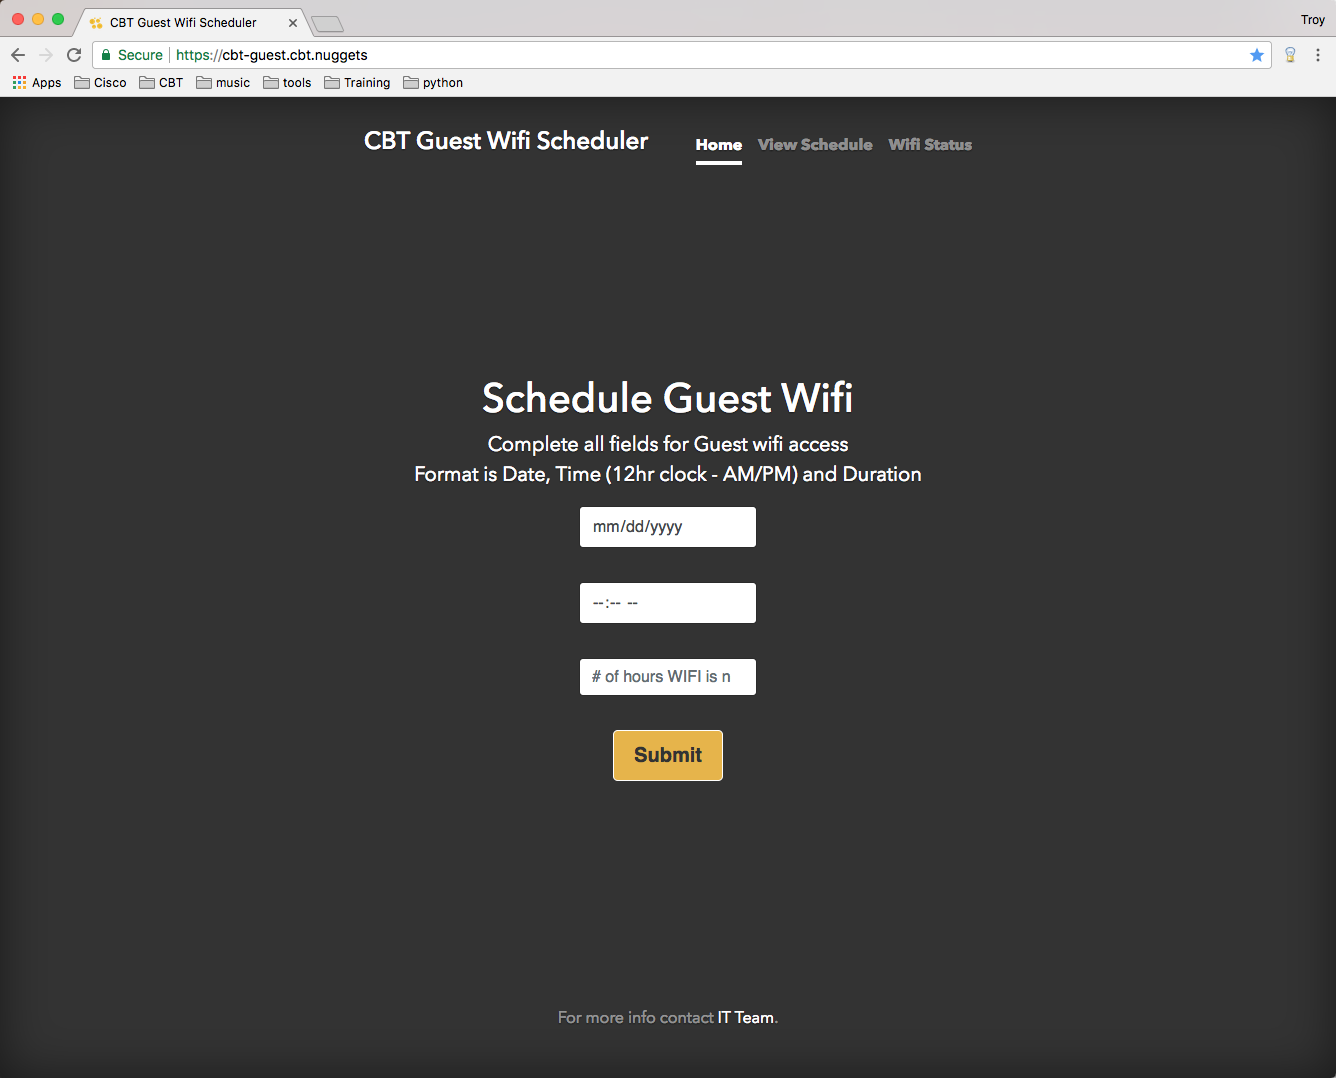 CBT Guest Wifi Scheduler
Troy
Secure https://cbt-guest.cbt.nuggets
Apps Cisco CBT music tools Training python
CBT Guest Wifi Scheduler Home View Schedule Wifi Status
Schedule Guest Wifi
Complete all fields for Guest wifi access
Format is Date, Time (12hr clock - AM/PM) and Duration
mm/dd/yyyy
--:-- --
# of hours WIFI is n
Submit
For more info contact IT Team.